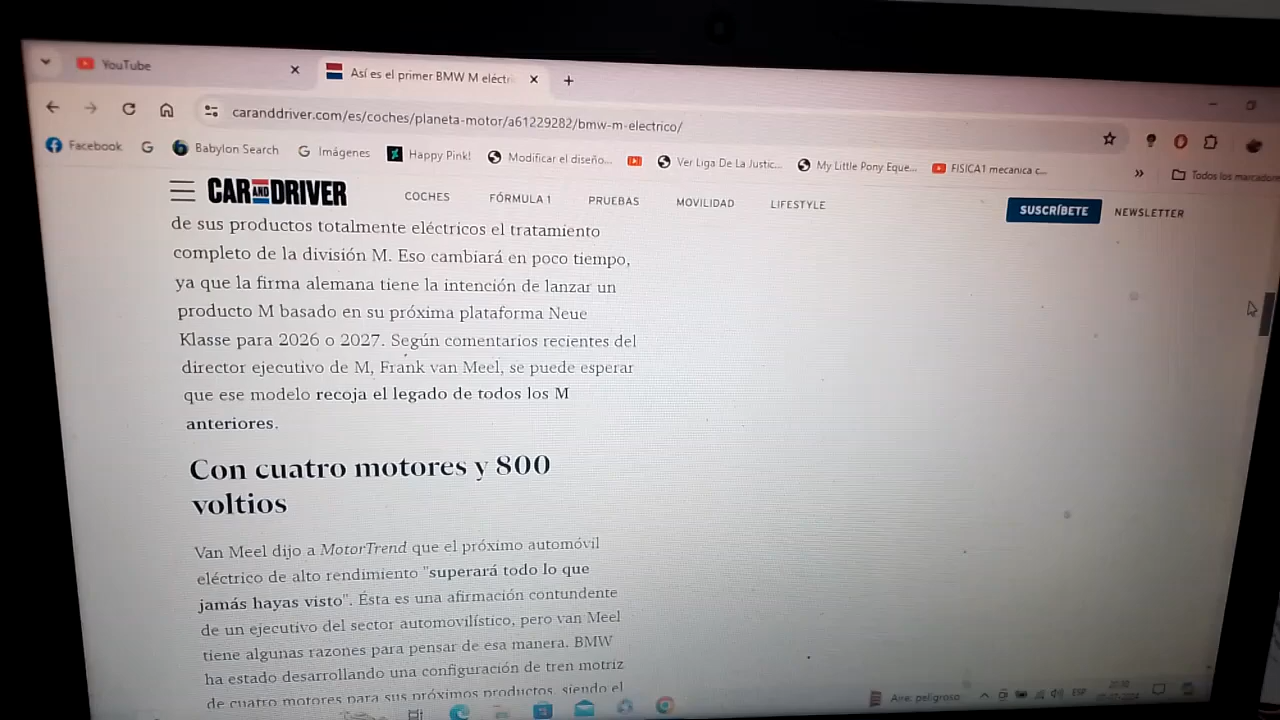 YouTube
Así es el primer BMW M eléctri
caranddriver.com/es/coches/planeta-motor/a61229282/bmw-m-electrico/
Facebook
Babylon Search
Imágenes
Happy Pink!
Modificar el diseño...
Ver Liga De La Justic...
My Little Pony Eque...
FISICA1 mecanica c...
Todos los marcadores
CAR AND DRIVER
COCHES
FÓRMULA 1
PRUEBAS
MOVILIDAD
LIFESTYLE
SUSCRÍBETE
NEWSLETTER
de sus productos totalmente eléctricos el tratamiento
completo de la división M. Eso cambiará en poco tiempo,
ya que la firma alemana tiene la intención de lanzar un
producto M basado en su próxima plataforma Neue
Klasse para 2026 o 2027. Según comentarios recientes del
director ejecutivo de M, Frank van Meel, se puede esperar
que ese modelo recoja el legado de todos los M
anteriores.
Con cuatro motores y 800
voltios
Van Meel dijo a MotorTrend que el próximo automóvil
eléctrico de alto rendimiento "superará todo lo que
jamás hayas visto". Ésta es una afirmación contundente
de un ejecutivo del sector automovilístico, pero van Meel
tiene algunas razones para pensar de esa manera. BMW
ha estado desarrollando una configuración de tren motriz
de cuatro motores para sus próximos productos, siendo el
Aire: peligroso
ESP